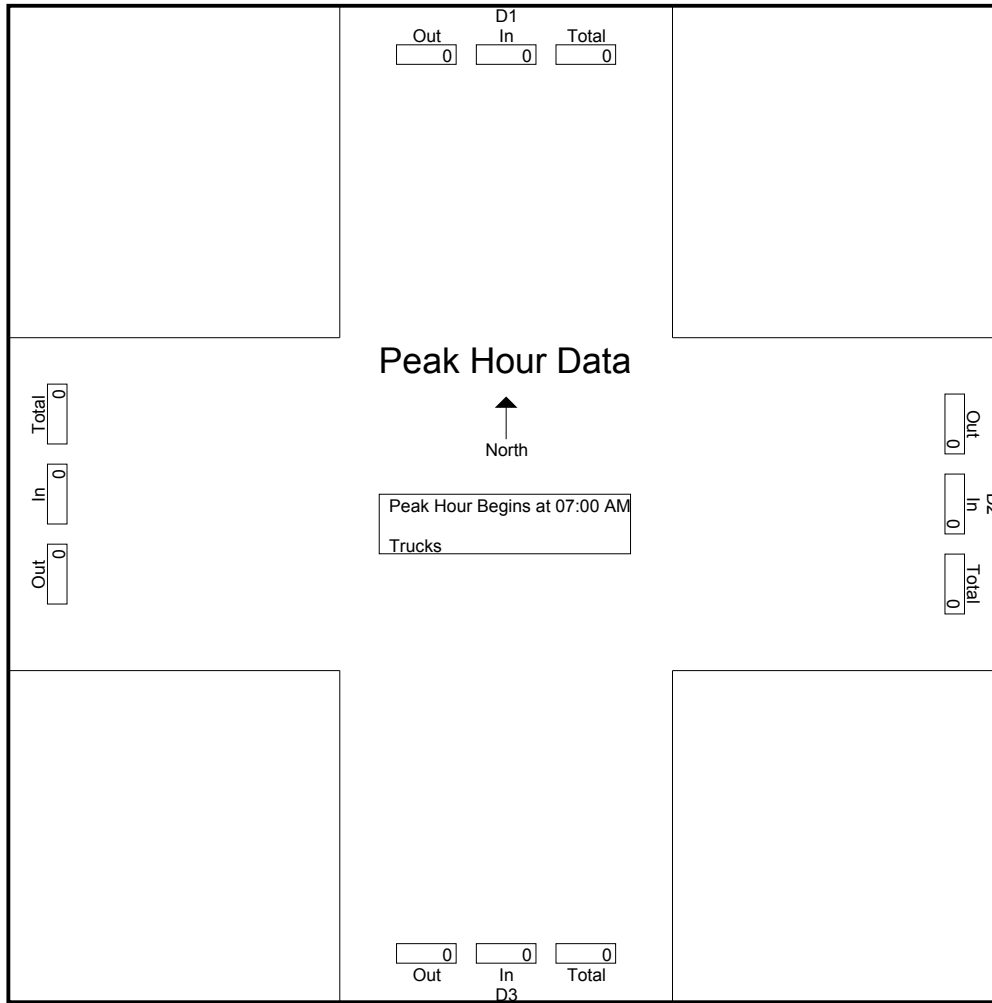 D1
Out In Total
0 0 0
Peak Hour Data
North
Peak Hour Begins at 07:00 AM
Trucks
Total
0
In
0
Out
0
Out
0
In
0
Total
0
D2
0 0 0
Out In Total
D3